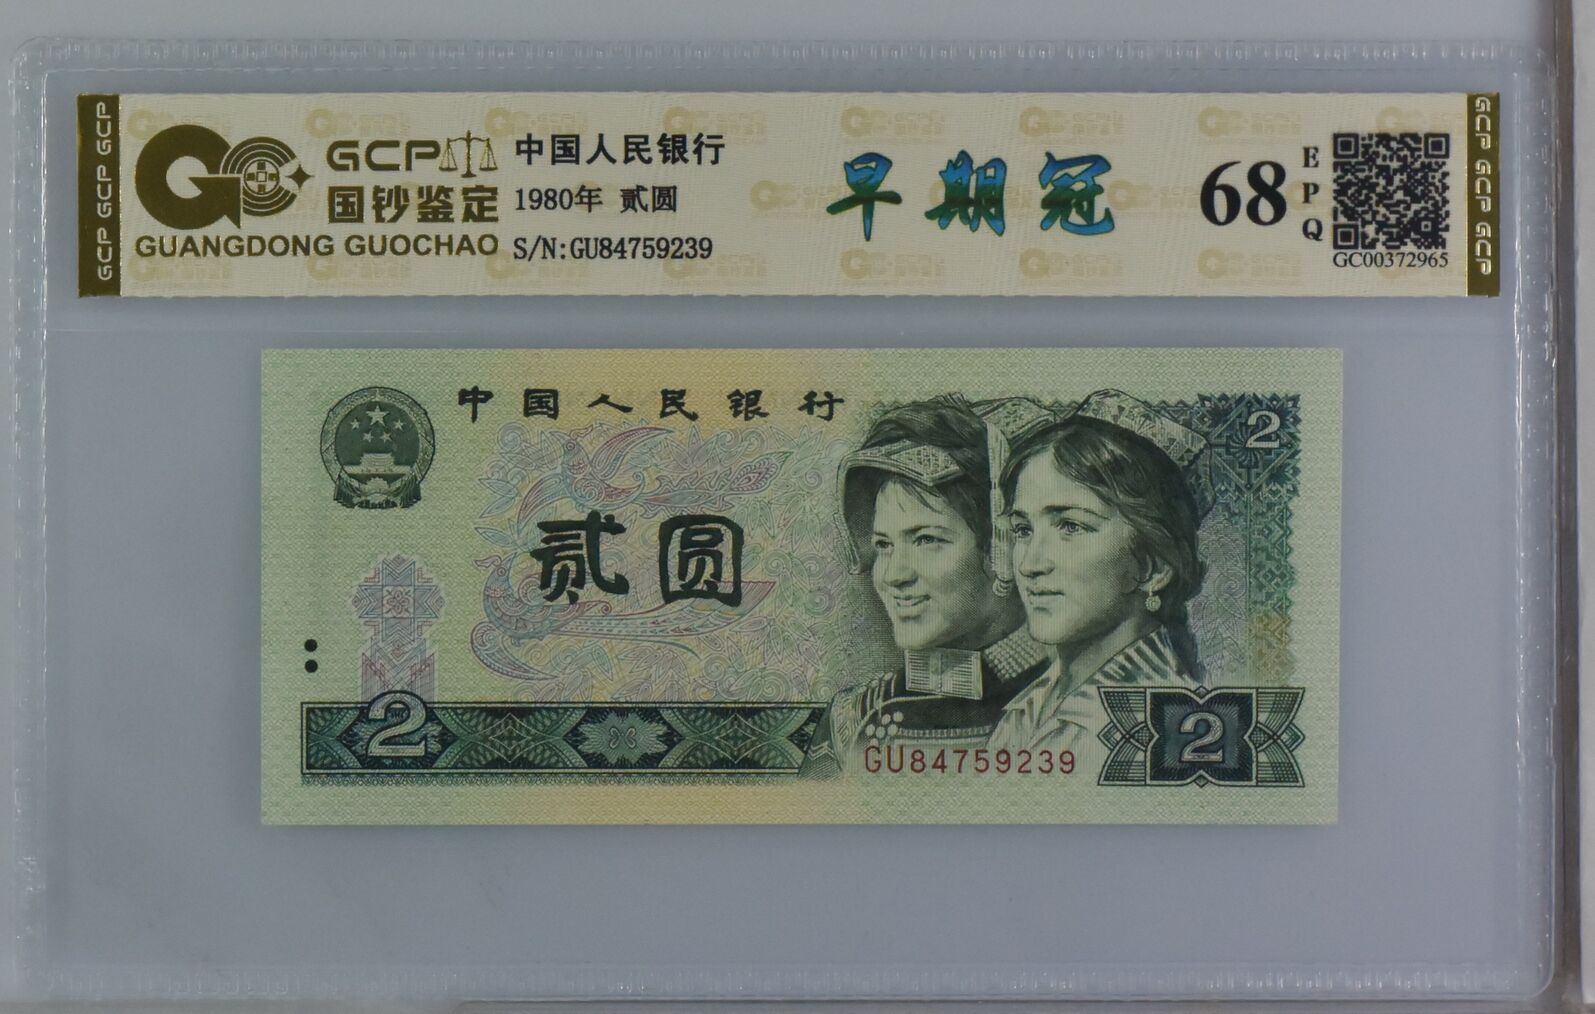 GCP GCP GCP
GCP
国钞鉴定
GUANGDONG GUOCHAO
中国人民银行
1980年 贰圆
S/N:GU84759239
早期冠
68
EPQ
GC00372965
GCP GCP GCP
中国人民银行
2
贰圆
2
GU84759239
2